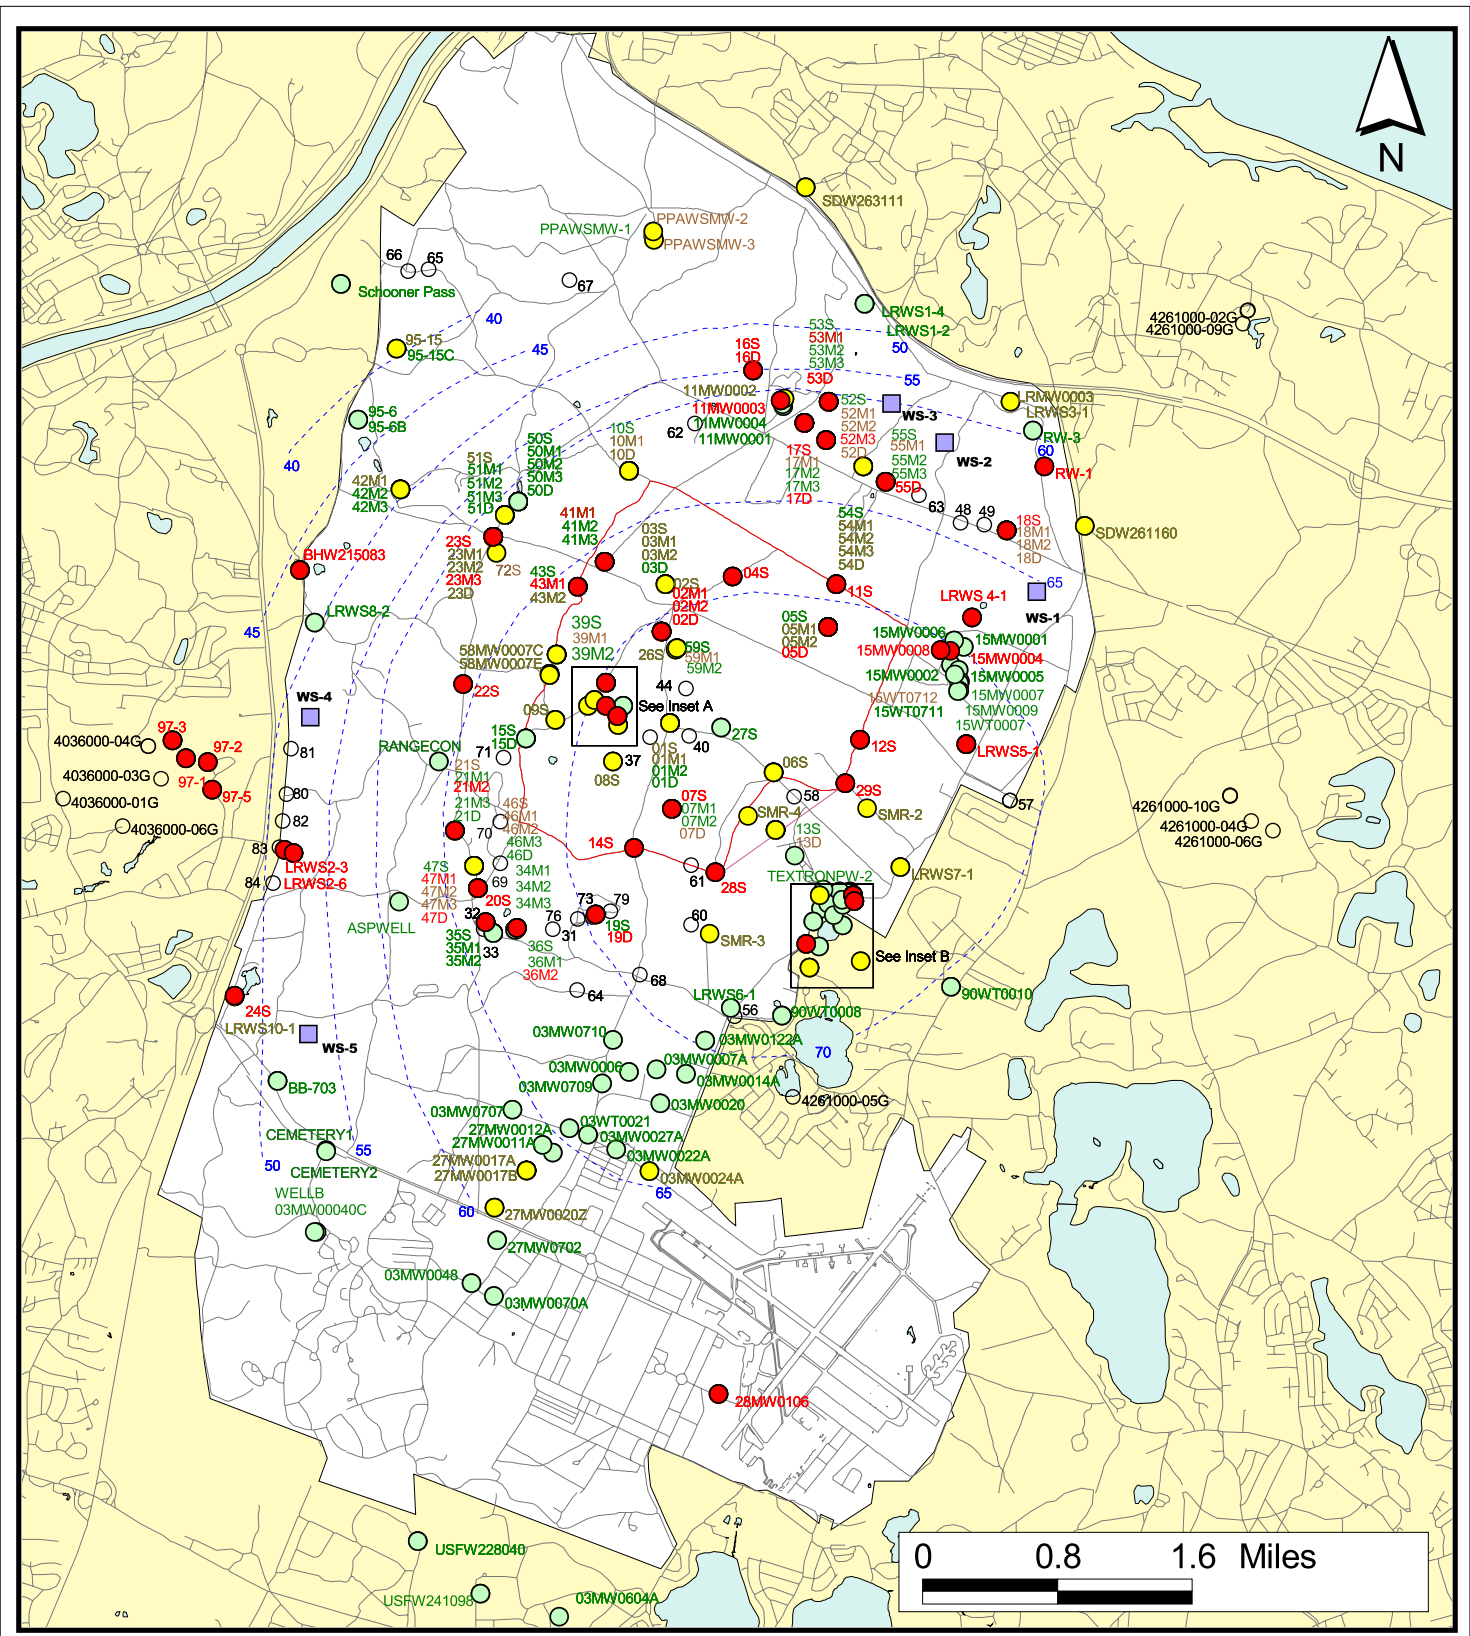 N
SDW263111
PPAWSMW-2
PPAWSMW-1
PPAWSMW-3
66
65
67
Schooner Pass
40
45
95-15
95-15C
LRWS1-4
LRWS1-2
50
55
4261000-02G
4261000-09G
53S
53M1
53M2
53M3
53D
16S
16D
11MW0002
11MW0003
11MW0004
11MW0001
62
52S
52M1
52M2
52M3
52D
WS-3
WS-2
LRMW0003
LRWS3-1
RW-3
60
RW-1
95-6
95-6B
40
50S
50M1
50M2
50M3
50D
51S
51M1
51M2
51M3
51D
10S
10M1
10D
17S
17M1
17M2
17M3
17D
55S
55M1
55M2
55M3
55D
63
48
49
18S
18M1
18M2
18D
SDW261160
42M1
42M2
42M3
41M1
41M2
41M3
03S
03M1
03M2
03D
54S
54M1
54M2
54M3
54D
BHW215083
23S
23M1
23M2
23M3
23D
72S
43S
43M1
43M2
02S
02M1
02M2
02D
04S
11S
65
WS-1
LRWS 4-1
LRWS8-2
45
39S
39M1
39M2
05S
05M1
05M2
05D
15MW0006
15MW0001
15MW0008
15MW0004
15MW0002
15MW0005
15WT0712
15MW0007
15WT0711
15MW0009
15WT0007
58MW0007C
58MW0007E
26S
59S
59M1
59M2
22S
44
WS-4
See Inset A
09S
27S
12S
LRWS5-1
97-3
4036000-04G
97-2
97-1
4036000-03G
97-5
4036000-01G
4036000-06G
81
80
82
83
84
RANGECON
15S
15D
71
37
40
01S
01M1
01M2
01D
08S
21S
21M1
21M2
21M3
21D
06S
58
29S
57
4261000-10G
4261000-04G
4261000-06G
07S
07M1
07M2
07D
SMR-4
SMR-2
46S
46M1
46M2
46M3
46D
70
14S
13S
13D
LRWS2-3
LRWS2-6
47S
47M1
47M2
47M3
47D
69
34M1
34M2
34M3
61
28S
TEXTRONPW-2
LRWS7-1
20S
ASPWELL
32
35S
35M1
35M2
33
76
73
79
31
19S
19D
60
SMR-3
36S
36M1
36M2
See Inset B
24S
LRWS10-1
68
64
LRWS6-1
56
90WT0008
90WT0010
WS-5
03MW0710
03MW0122A
70
BB-703
03MW0006
03MW0007A
03MW0709
03MW0014A
4261000-05G
03MW0707
03MW0020
27MW0012A
03WT0021
27MW0011A
03MW0027A
CEMETERY1
55
03MW0022A
50
CEMETERY2
27MW0017A
27MW0017B
03MW0024A
65
WELLB
03MW00040C
60
27MW0020Z
27MW0702
03MW0048
03MW0070A
28MW0106
USFW228040
USFW241098
03MW0604A
0
0.8
1.6 Miles